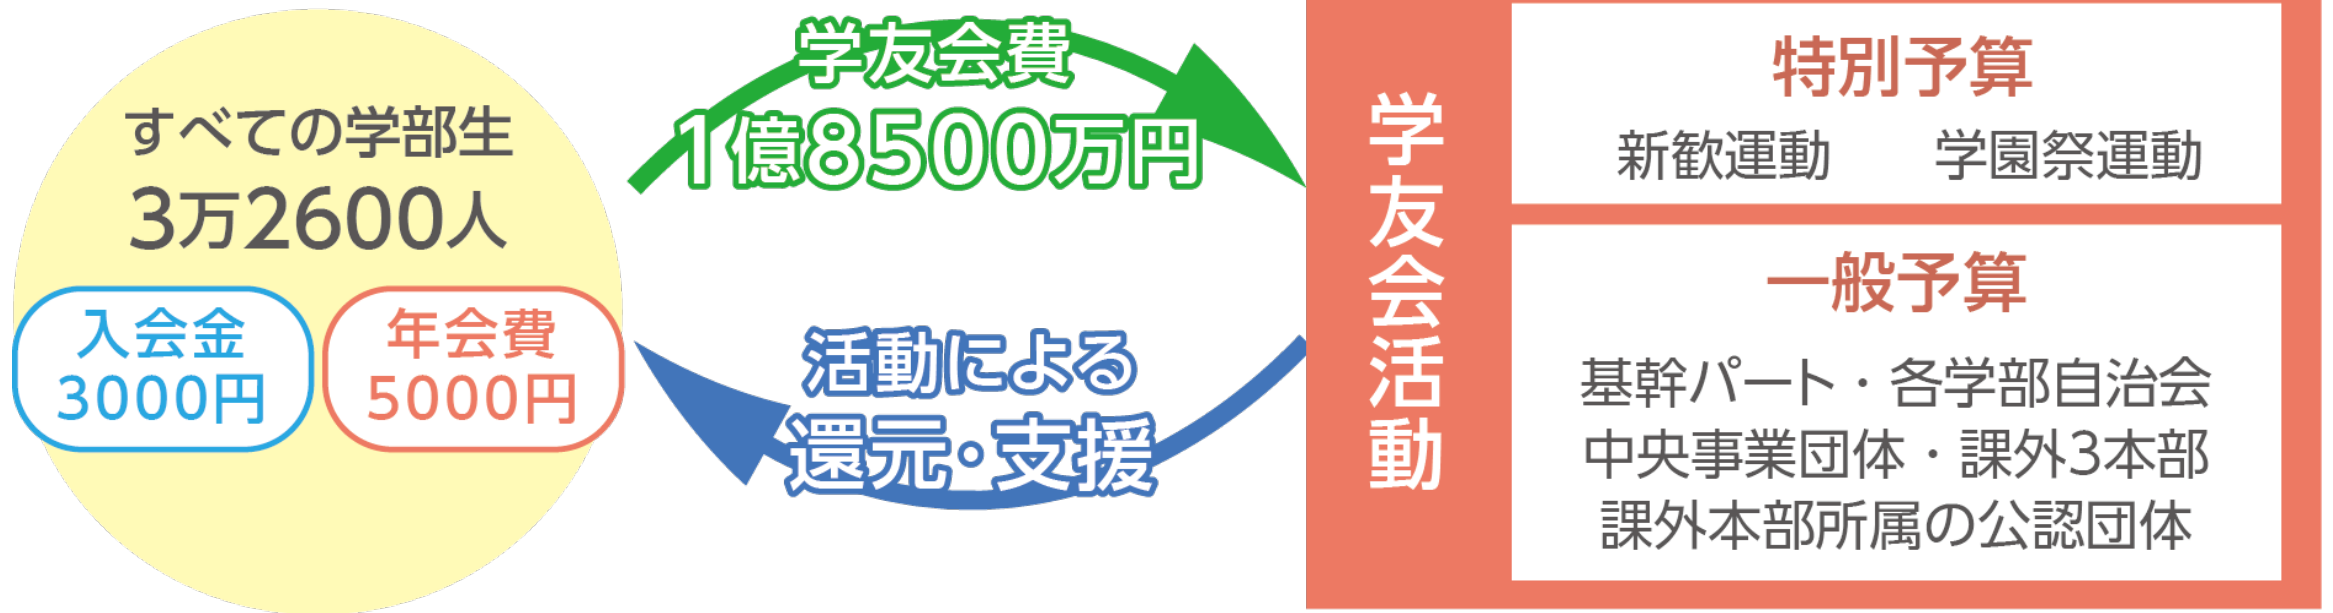 すべての学部生
3万2600人
入会金
3000円
年会費
5000円
学友会費
1億8500万円
活動による
還元・支援
学友会活動
特別予算
新歓運動 学園祭運動
一般予算
基幹パート・各学部自治会
中央事業団体・課外3本部
課外本部所属の公認団体